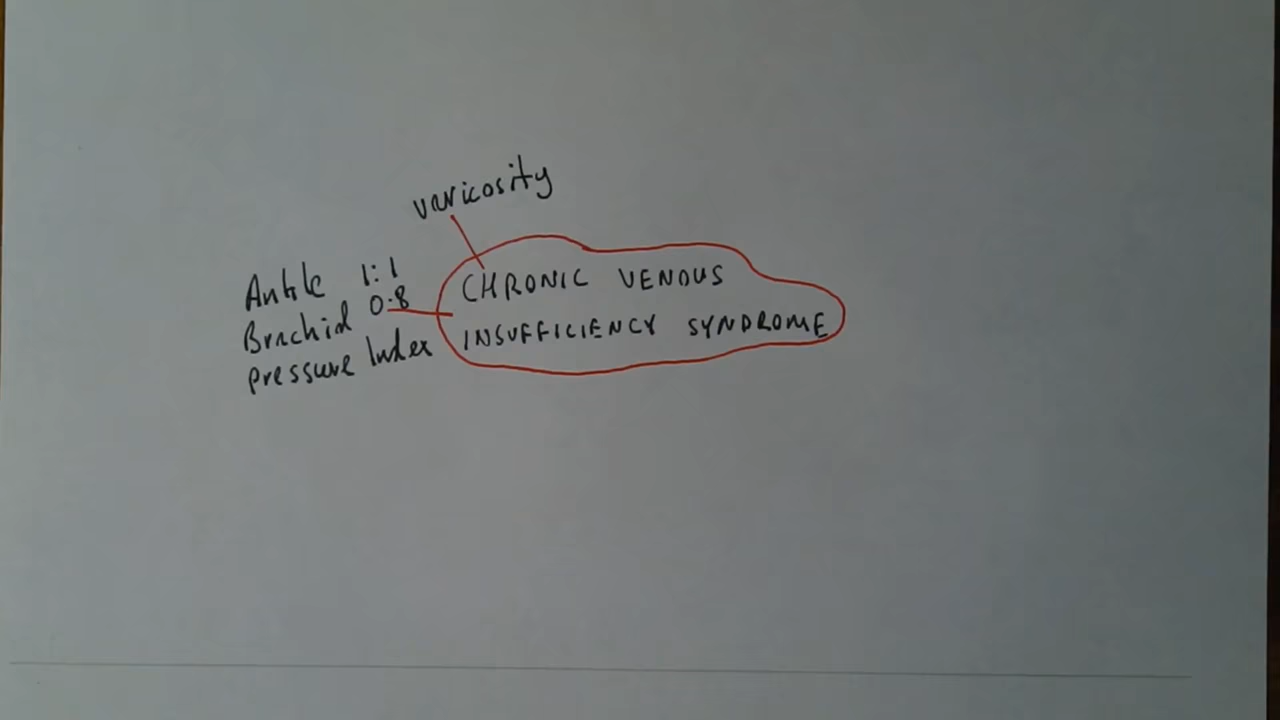 varicosity
Ankle 1:1
Brachial 0.8
pressure Index
CHRONIC VENOUS
INSUFFICIENCY SYNDROME